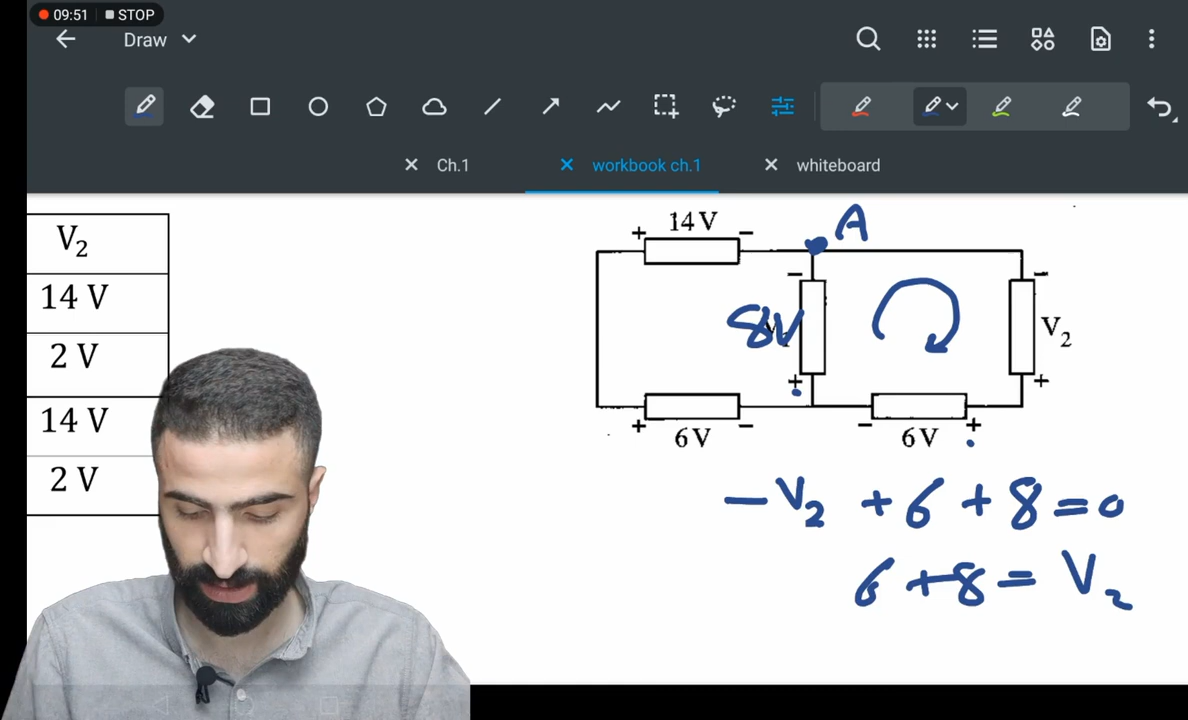 09:51 STOP
Draw
Ch.1
workbook ch.1
whiteboard
V2
14 V
2 V
14 V
2 V
+ 14 V −
A
− −
8V
V2
+ +
+ 6 V − − 6 V +
− V2 + 6 + 8 = 0
6 + 8 = V2